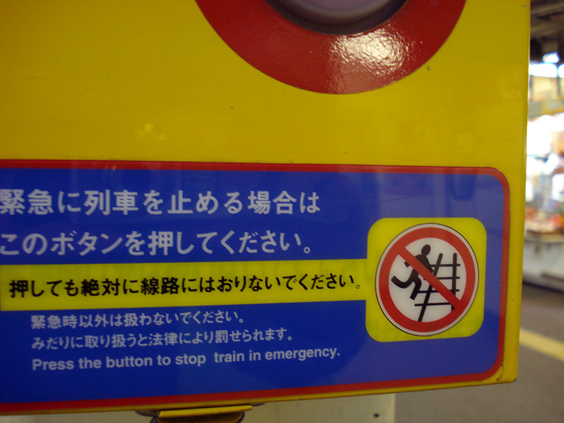 緊急に列車を止める場合は
このボタンを押してください。
押しても絶対に線路にはおりないでください。
緊急時以外は扱わないでください。
みだりに取り扱うと法律により罰せられます。
Press the button to stop train in emergency.